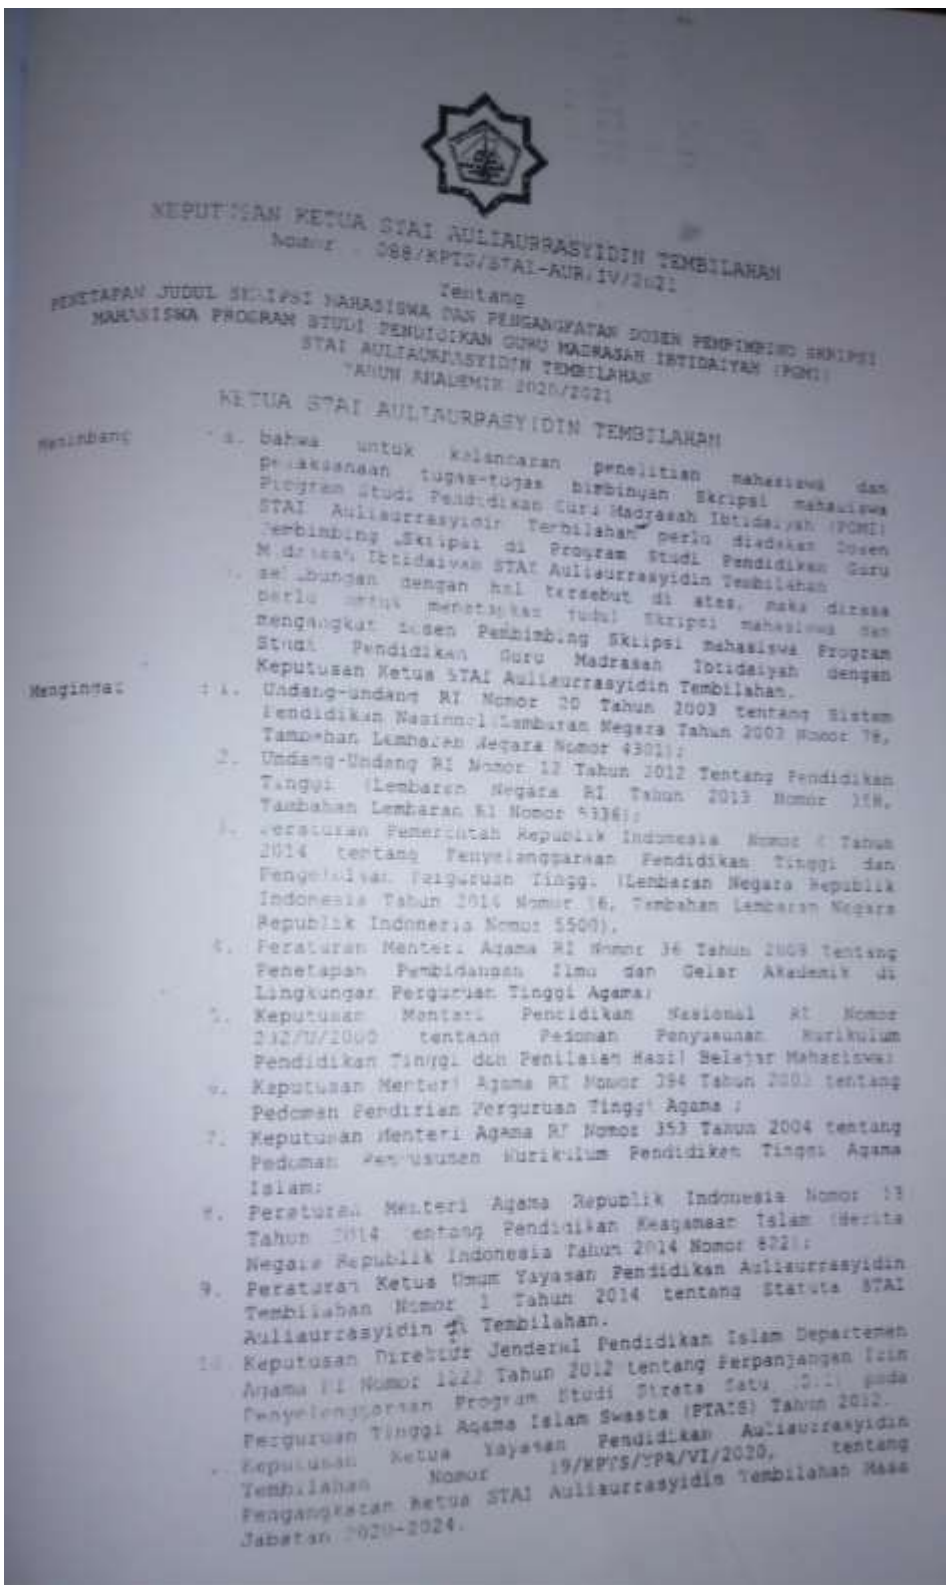 KEPUTUSAN KETUA STAI AULIAURRASYIDIN TEMBILAHAN
Nomor : 088/KPTS/STAI-AUR/IV/2021
Tentang
PENETAPAN JUDUL SKRIPSI MAHASISWA DAN PENGANGKATAN DOSEN PEMBIMBING SKRIPSI
MAHASISWA PROGRAM STUDI PENDIDIKAN GURU MADRASAH IBTIDAIYAH (PGMI)
STAI AULIAURRASYIDIN TEMBILAHAN
TAHUN AKADEMIK 2020/2021
KETUA STAI AULIAURRASYIDIN TEMBILAHAN
Menimbang : a. bahwa untuk kelancaran penelitian mahasiswa dan
pelaksanaan tugas-tugas bimbingan Skripsi mahasiswa
Program Studi Pendidikan Guru Madrasah Ibtidaiyah (PGMI)
STAI Auliaurrasyidin Tembilahan perlu diadakan Dosen
Pembimbing Skripsi di Program Studi Pendidikan Guru
Madrasah Ibtidaiyah STAI Auliaurrasyidin Tembilahan
sehubungan dengan hal tersebut di atas, maka dirasa
perlu untuk menetapkan judul Skripsi mahasiswa dan
mengangkat Dosen Pembimbing Skripsi mahasiswa Program
Studi Pendidikan Guru Madrasah Ibtidaiyah dengan
Keputusan Ketua STAI Auliaurrasyidin Tembilahan.
Mengingat : 1. Undang-undang RI Nomor 20 Tahun 2003 tentang Sistem
Pendidikan Nasional (Lembaran Negara Tahun 2003 Nomor 78,
Tambahan Lembaran Negara Nomor 4301);
2. Undang-Undang RI Nomor 12 Tahun 2012 Tentang Pendidikan
Tinggi (Lembaran Negara RI Tahun 2013 Nomor 158,
Tambahan Lembaran RI Nomor 5336);
3. Peraturan Pemerintah Republik Indonesia Nomor 4 Tahun
2014 tentang Penyelenggaraan Pendidikan Tinggi dan
Pengelolaan Perguruan Tinggi (Lembaran Negara Republik
Indonesia Tahun 2014 Nomor 16, Tambahan Lembaran Negara
Republik Indonesia Nomor 5500),
4. Peraturan Menteri Agama RI Nomor 36 Tahun 2009 Tentang
Penetapan Pembidangan Ilmu dan Gelar Akademik di
Lingkungan Perguruan Tinggi Agama;
5. Keputusan Menteri Pendidikan Nasional RI Nomor
232/U/2000 tentang Pedoman Penyusunan Kurikulum
Pendidikan Tinggi dan Penilaian Hasil Belajar Mahasiswa;
6. Keputusan Menteri Agama RI Nomor 394 Tahun 2003 tentang
Pedoman Pendirian Perguruan Tinggi Agama ;
7. Keputusan Menteri Agama RI Nomor 353 Tahun 2004 tentang
Pedoman Penyusunan Kurikulum Pendidikan Tinggi Agama
Islam;
8. Peraturan Menteri Agama Republik Indonesia Nomor 13
Tahun 2014 tentang Pendidikan Keagamaan Islam (Berita
Negara Republik Indonesia Tahun 2014 Nomor 822);
9. Peraturan Ketua Umum Yayasan Pendidikan Auliaurrasyidin
Tembilahan Nomor 1 Tahun 2014 tentang Statuta STAI
Auliaurrasyidin di Tembilahan.
10. Keputusan Direktur Jenderal Pendidikan Islam Departemen
Agama RI Nomor 1222 Tahun 2012 tentang Perpanjangan Izin
Penyelenggaraan Program Studi Strata Satu (S.1) pada
Perguruan Tinggi Agama Islam Swasta (PTAIS) Tahun 2012.
Keputusan Ketua Yayasan Pendidikan Auliaurrasyidin
Tembilahan Nomor 19/KPTS/YPA/VI/2020, tentang
Pengangkatan Ketua STAI Auliaurrasyidin Tembilahan Masa
Jabatan 2020-2024.